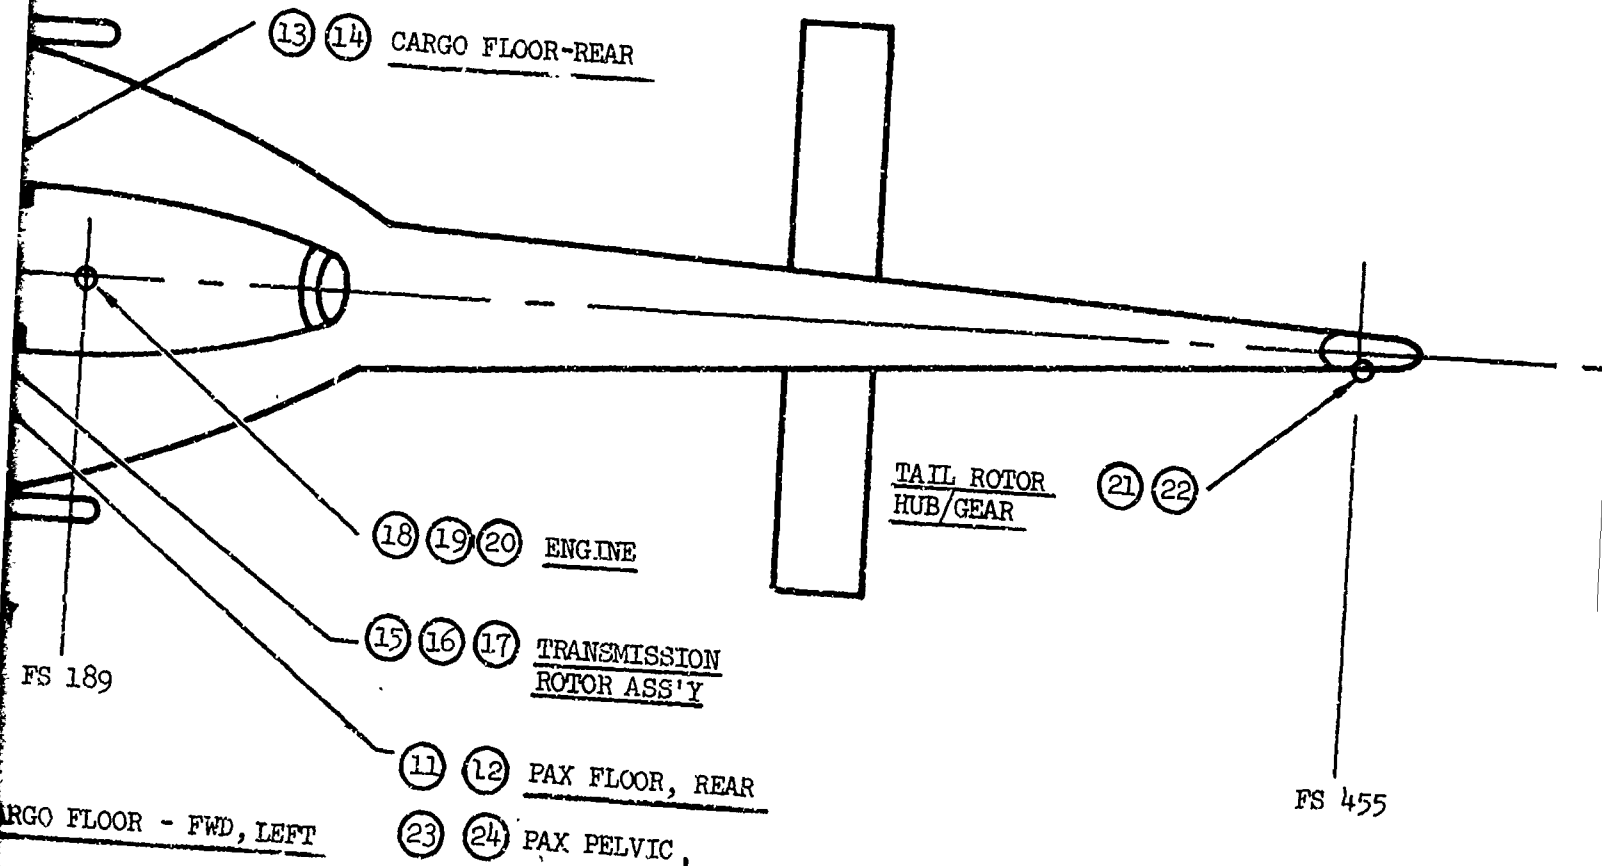 13 14 CARGO FLOOR-REAR
TAIL ROTOR 21 22
HUB/GEAR
18 19 20 ENGINE
15 16 17 TRANSMISSION
ROTOR ASS'Y
FS 189
11 12 PAX FLOOR, REAR
FS 455
FLOOR - FWD, LEFT
23 24 PAX PELVIC,